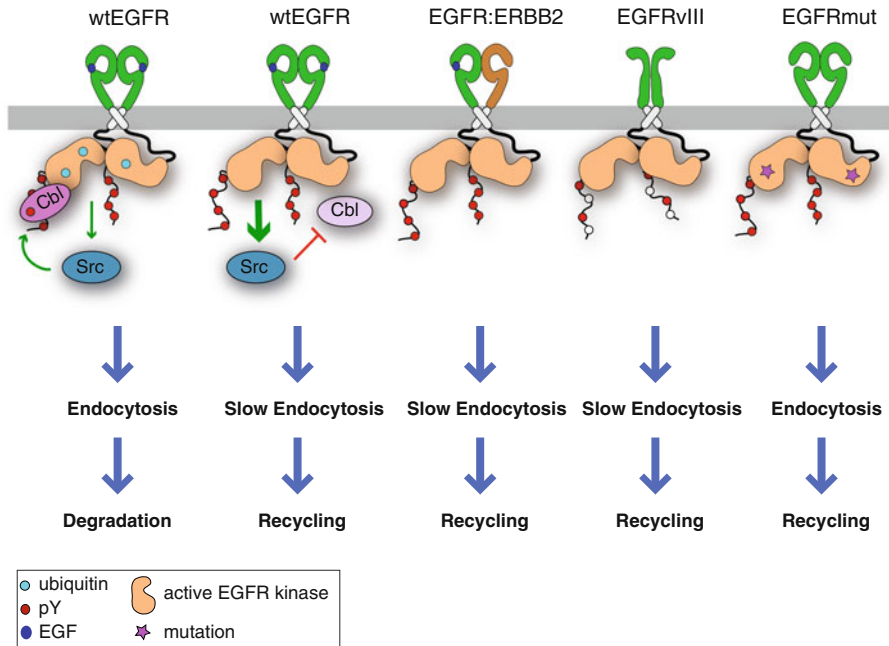 wtEGFR wtEGFR EGFR:ERBB2 EGFRvIII EGFRmut
Cbl
Cbl
Src
Src
Endocytosis Slow Endocytosis Slow Endocytosis Slow Endocytosis Endocytosis
Degradation Recycling Recycling Recycling Recycling
ubiquitin
pY
EGF
active EGFR kinase
mutation